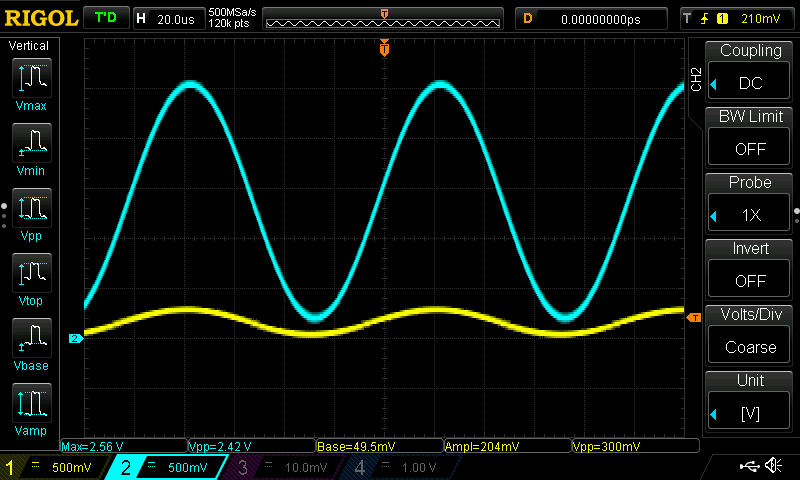 RIGOL T'D H 20.0us 500MSa/s D 0.00000000ps T 1 210mV
120k pts
T
Vertical
Vmax
Vmin
Vpp
Vtop
Vbase
Vamp
2
T
CH2
Coupling
DC
BW Limit
OFF
Probe
1X
Invert
OFF
Volts/Div
Coarse
Unit
[V]
Max=2.56 V Vpp=2.42 V Base=49.5mV Ampl=204mV Vpp=300mV
1 500mV 2 500mV 3 10.0mV 4 1.00 V